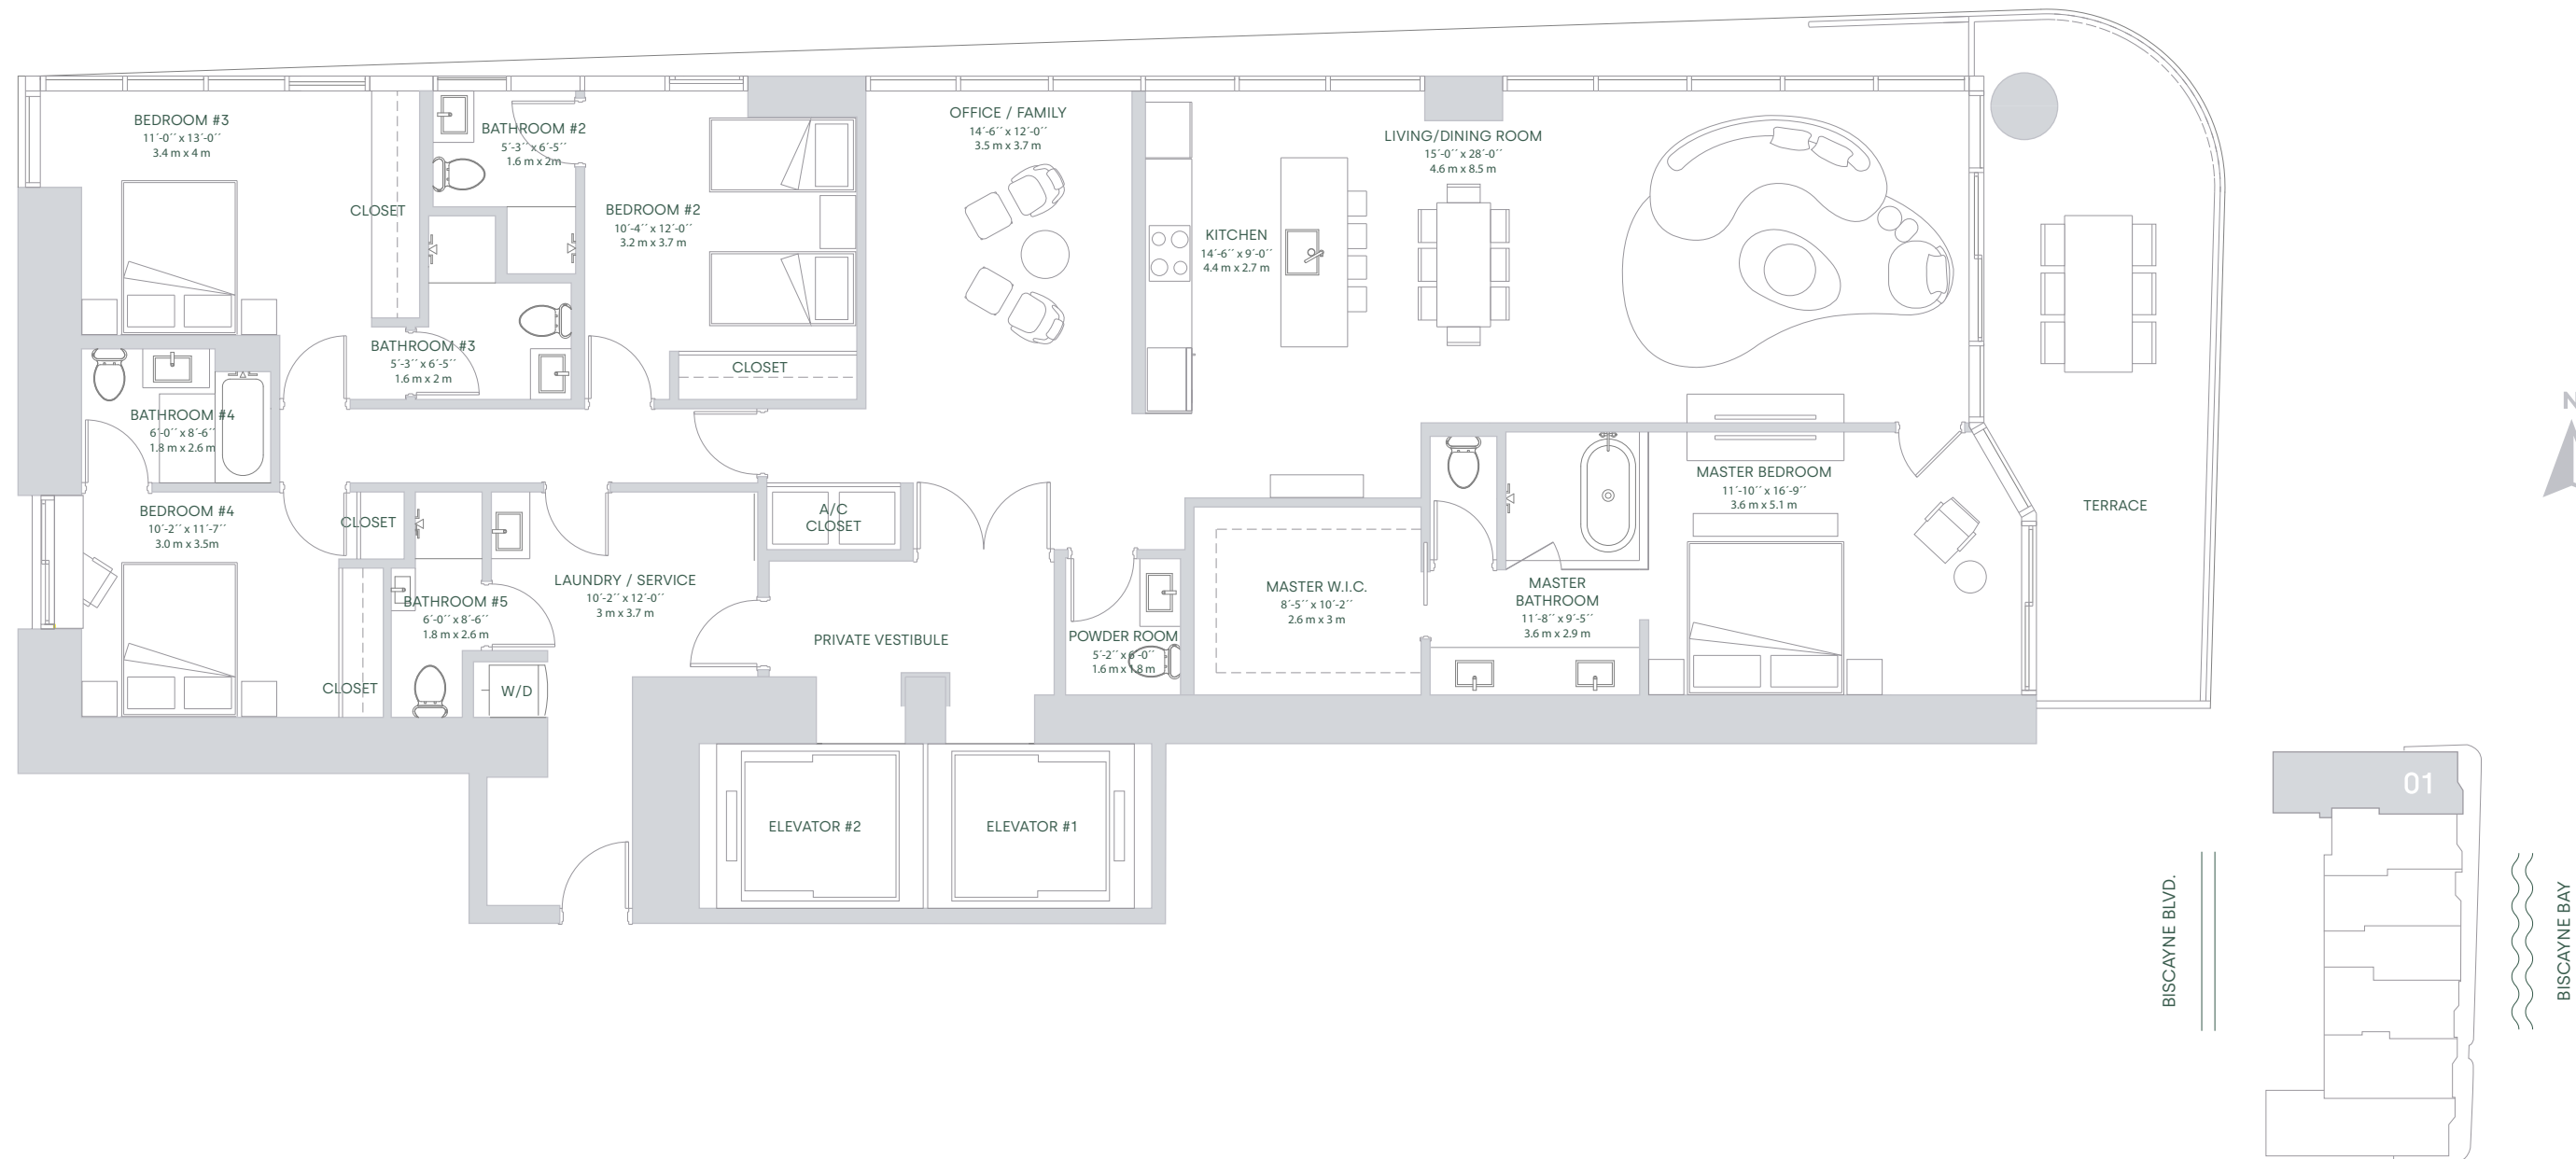 BEDROOM #3
11´-0´´ x 13´-0´´
3.4 m x 4 m
CLOSET
BATHROOM #2
5´-3´´ x 6´-5´´
1.6 m x 2m
BEDROOM #2
10´-4´´ x 12´-0´´
3.2 m x 3.7 m
CLOSET
OFFICE / FAMILY
14´-6´´ x 12´-0´´
3.5 m x 3.7 m
KITCHEN
14´-6´´ x 9´-0´´
4.4 m x 2.7 m
LIVING/DINING ROOM
15´-0´´ x 28´-0´´
4.6 m x 8.5 m
BATHROOM #3
5´-3´´ x 6´-5´´
1.6 m x 2 m
BATHROOM #4
6´-0´´ x 8´-6´´
1.8 m x 2.6 m
BEDROOM #4
10´-2´´ x 11´-7´´
3.0 m x 3.5m
CLOSET
CLOSET
BATHROOM #5
6´-0´´ x 8´-6´´
1.8 m x 2.6 m
W/D
LAUNDRY / SERVICE
10´-2´´ x 12´-0´´
3 m x 3.7 m
A/C
CLOSET
PRIVATE VESTIBULE
POWDER ROOM
5´-2´´ x 6´-0´´
1.6 m x 1.8 m
MASTER W.I.C.
8´-5´´ x 10´-2´´
2.6 m x 3 m
MASTER
BATHROOM
11´-8´´ x 9´-5´´
3.6 m x 2.9 m
MASTER BEDROOM
11´-10´´ x 16´-9´´
3.6 m x 5.1 m
TERRACE
N
ELEVATOR #2
ELEVATOR #1
01
BISCAYNE BLVD.
BISCAYNE BAY